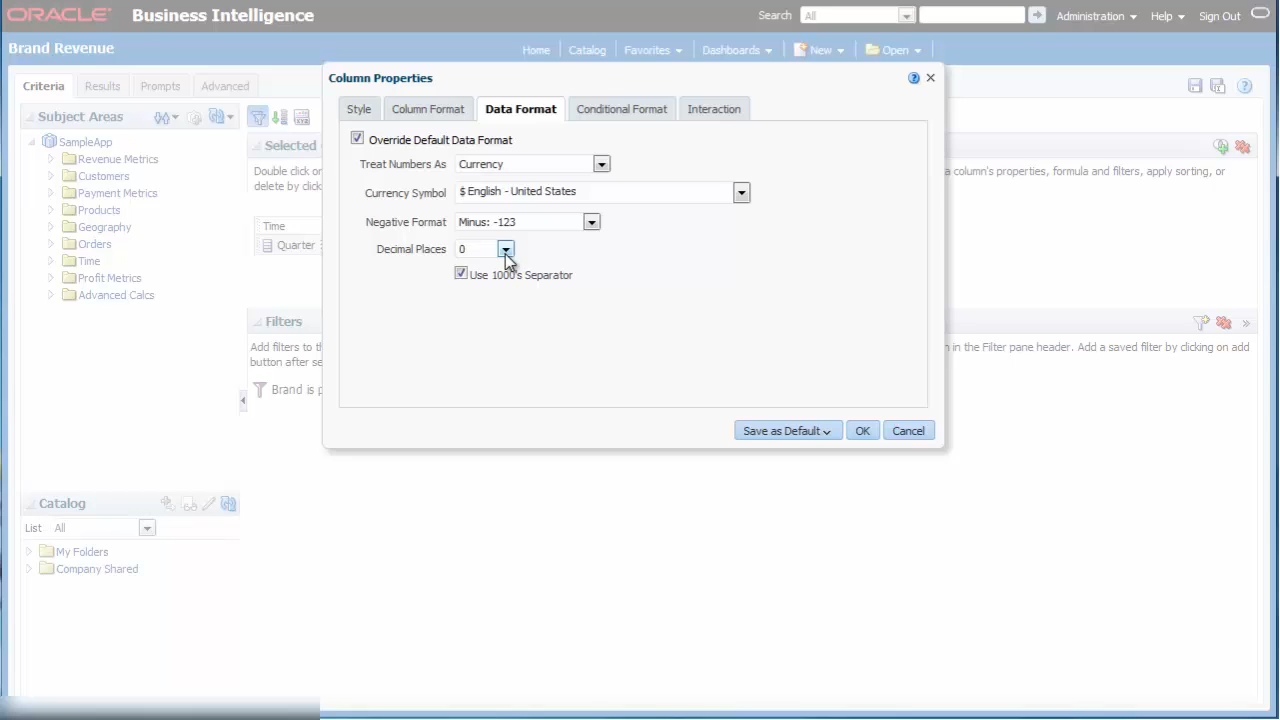 ORACLE Business Intelligence
Search All Administration Help Sign Out
Brand Revenue
Home Catalog Favorites Dashboards New Open
Criteria Results Prompts Advanced
Subject Areas
SampleApp
Revenue Metrics
Customers
Payment Metrics
Products
Geography
Orders
Time
Profit Metrics
Advanced Calcs
Catalog
List All
My Folders
Company Shared
Selected
Double click on
delete by click
a column's properties, formula and filters, apply sorting, or
Time
Quarter
Filters
Add filters to th
button after se
in the Filter pane header. Add a saved filter by clicking on add
Brand is p
Column Properties
Style Column Format Data Format Conditional Format Interaction
Override Default Data Format
Treat Numbers As Currency
Currency Symbol $ English - United States
Negative Format Minus: -123
Decimal Places 0
Use 1000's Separator
Save as Default OK Cancel